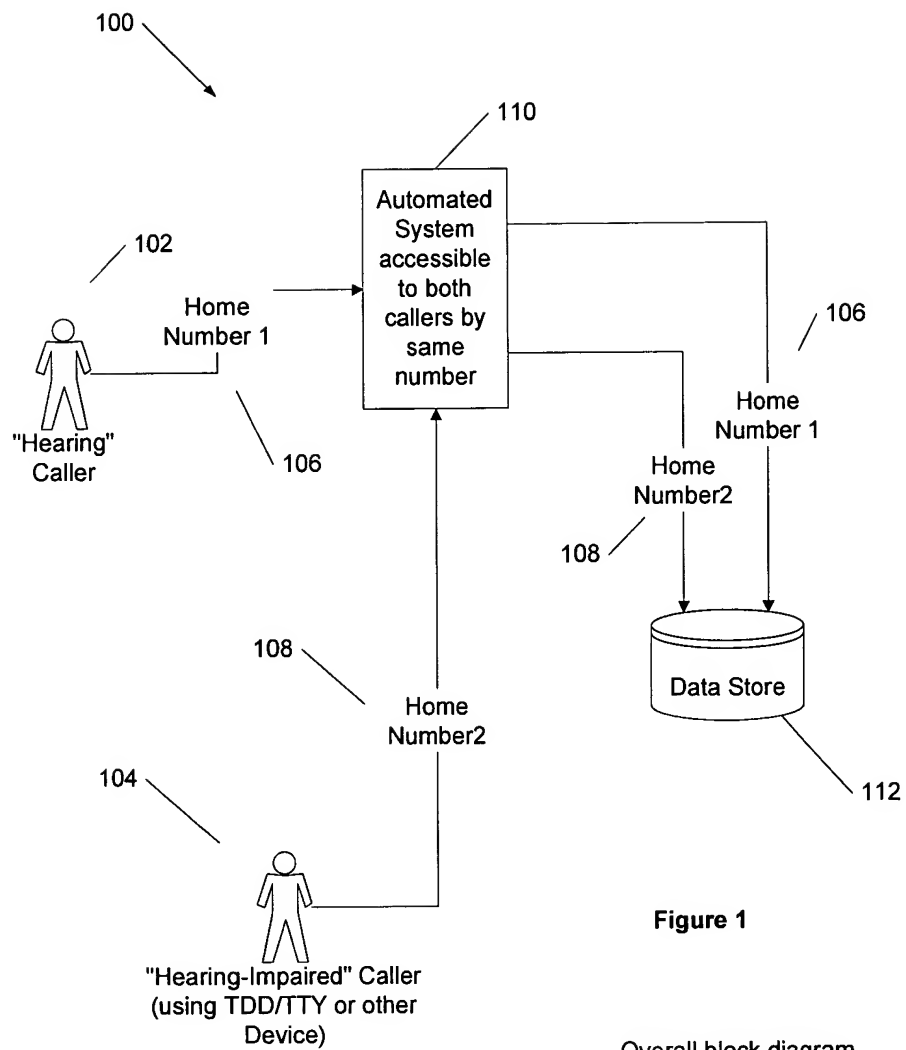 100
110
Automated
System
accessible
to both
callers by
same
number
102
Home
Number 1
106
"Hearing"
Caller
106
Home
Number 1
Home
Number2
108
108
Home
Number2
Data Store
112
104
"Hearing-Impaired" Caller
(using TDD/TTY or other
Device)
Figure 1
Overall block diagram